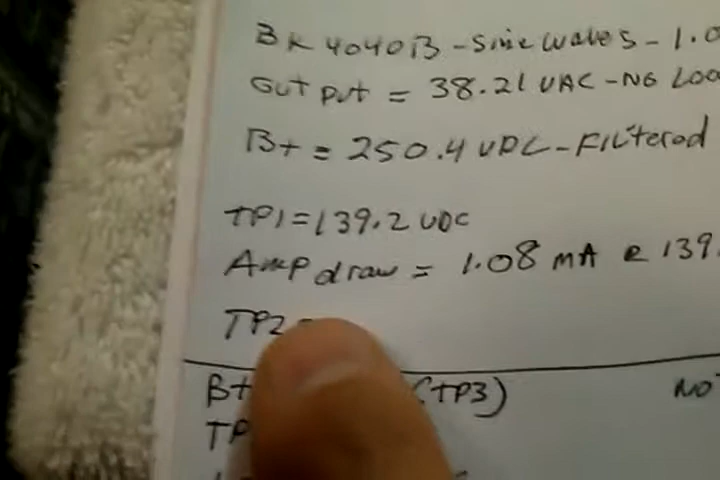 BK 4040B - Sine waves - 1.0
Output = 38.21 VAC - No Loa
B+ = 250.4 VDC - Filtered
TP1 = 139.2 VDC
Amp draw = 1.08 mA @ 139.
TP2 =
B+ (TP3) No
TP